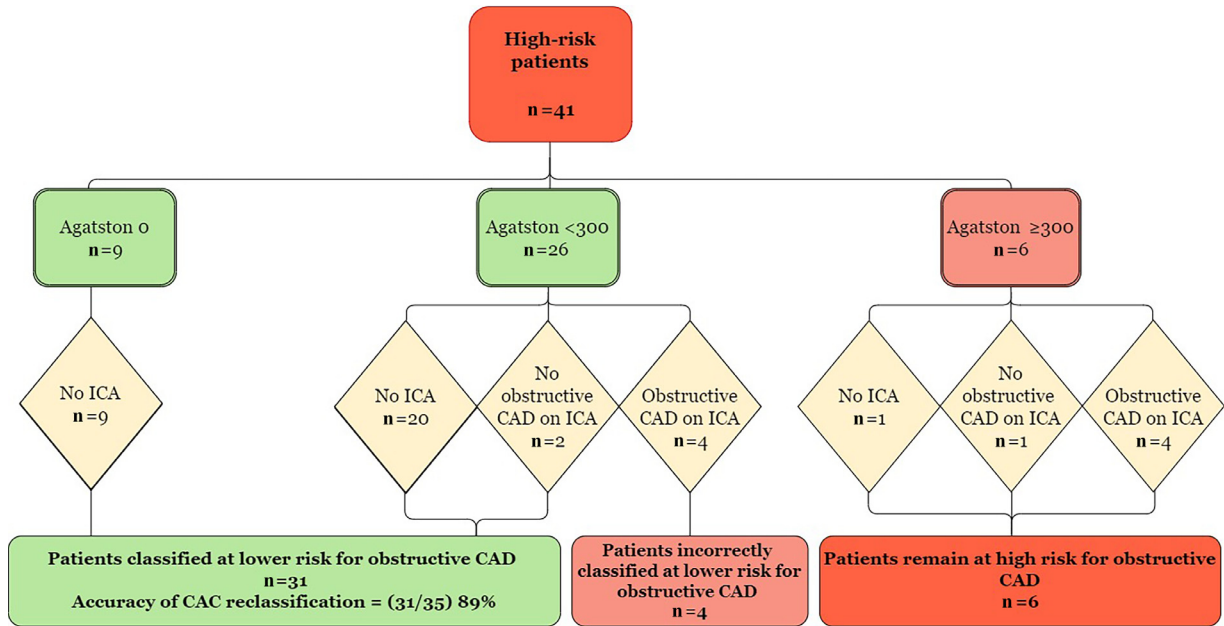 High-risk
patients
n=41
Agatston 0
n=9
Agatston <300
n=26
Agatston ≥300
n=6
No ICA
n=9
No ICA
n=20
No
obstructive
CAD on ICA
n=2
Obstructive
CAD on ICA
n=4
No ICA
n=1
No
obstructive
CAD on ICA
n=1
Obstructive
CAD on ICA
n=4
Patients classified at lower risk for obstructive CAD
n=31
Accuracy of CAC reclassification = (31/35) 89%
Patients incorrectly
classified at lower risk for
obstructive CAD
n=4
Patients remain at high risk for obstructive
CAD
n=6